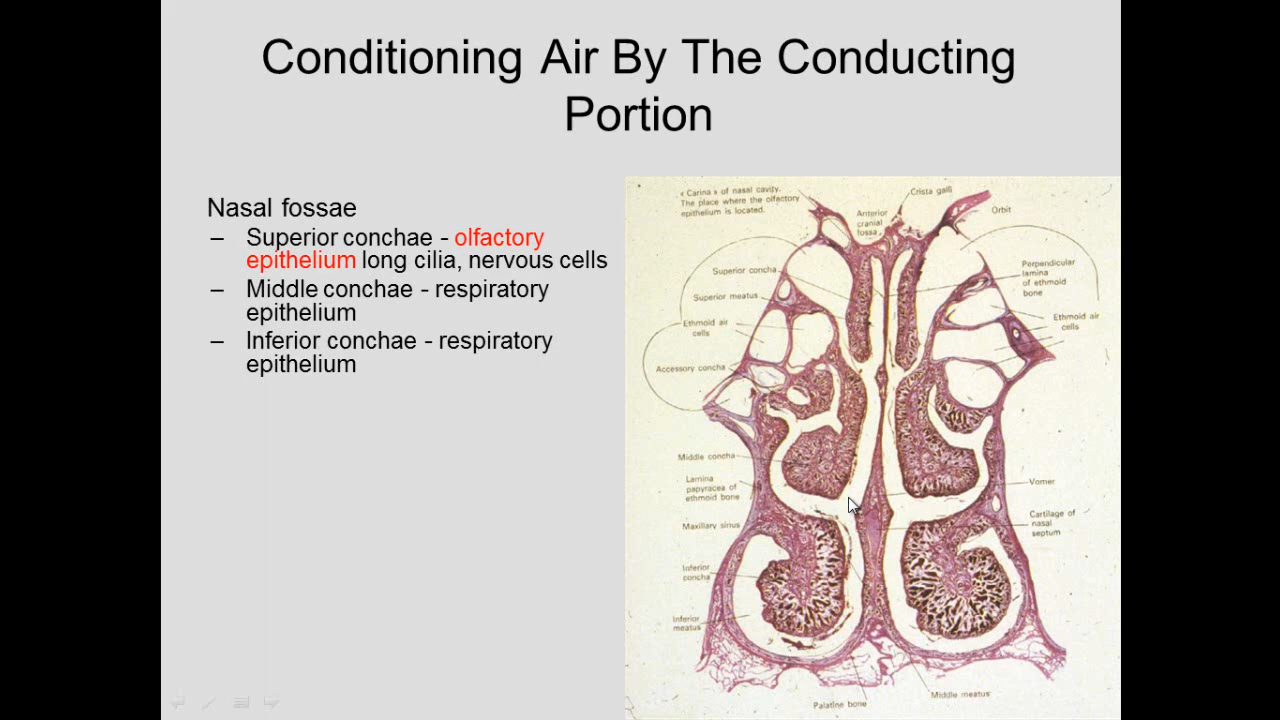 Conditioning Air By The Conducting
Portion
Nasal fossae
– Superior conchae - olfactory
epithelium long cilia, nervous cells
– Middle conchae - respiratory
epithelium
– Inferior conchae - respiratory
epithelium
« Carina » of nasal cavity.
The place where the olfactory
epithelium is located.
Anterior
cranial
fossa
Crista galli
Orbit
Superior concha
Superior meatus
Ethmoid air
cells
Accessory concha
Middle concha
Lamina
papyracea of
ethmoid bone
Maxillary sinus
Inferior
concha
Inferior
meatus
Perpendicular
lamina
of ethmoid
bone
Ethmoid air
cells
Vomer
Cartilage of
nasal
septum
Middle meatus
Palatine bone